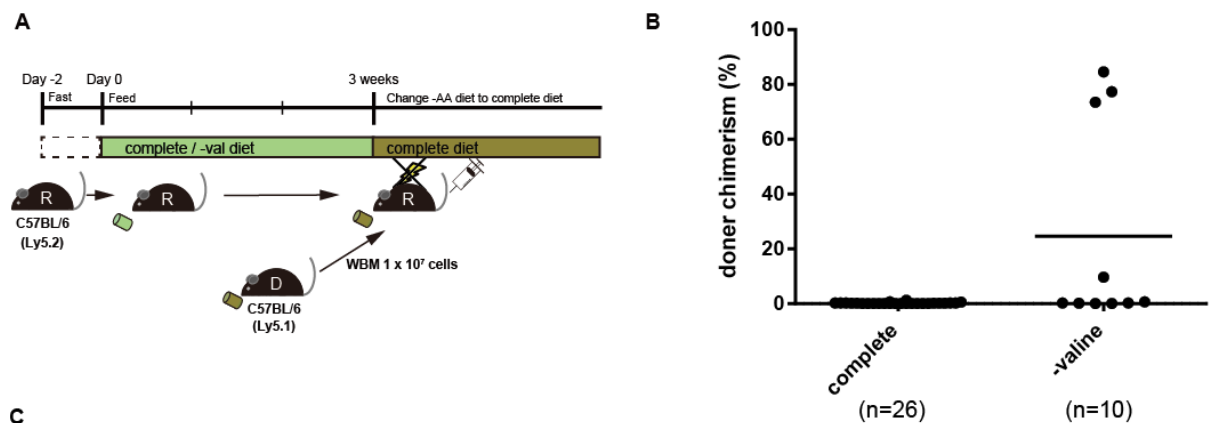 A
Day -2 Day 0 3 weeks
Fast Feed Change -AA diet to complete diet
complete / -val diet complete diet
R R R
C57BL/6
(Ly5.2)
WBM 1 x 10⁷ cells
D
C57BL/6
(Ly5.1)
B
doner chimerism (%)
100
80
60
40
20
0
complete -valine
(n=26) (n=10)
C